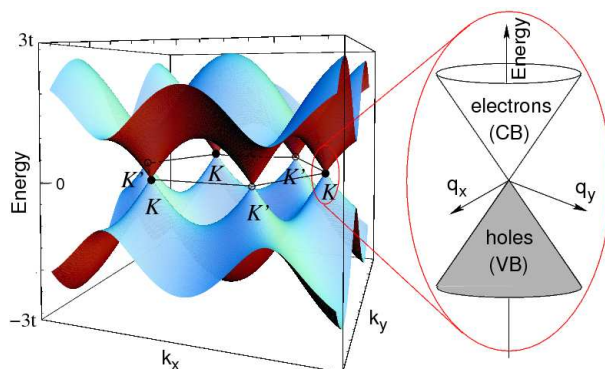 3t
Energy
0
−3t
K'
K
K
K'
K'
K
k_x
k_y
Energy
electrons
(CB)
q_x
q_y
holes
(VB)